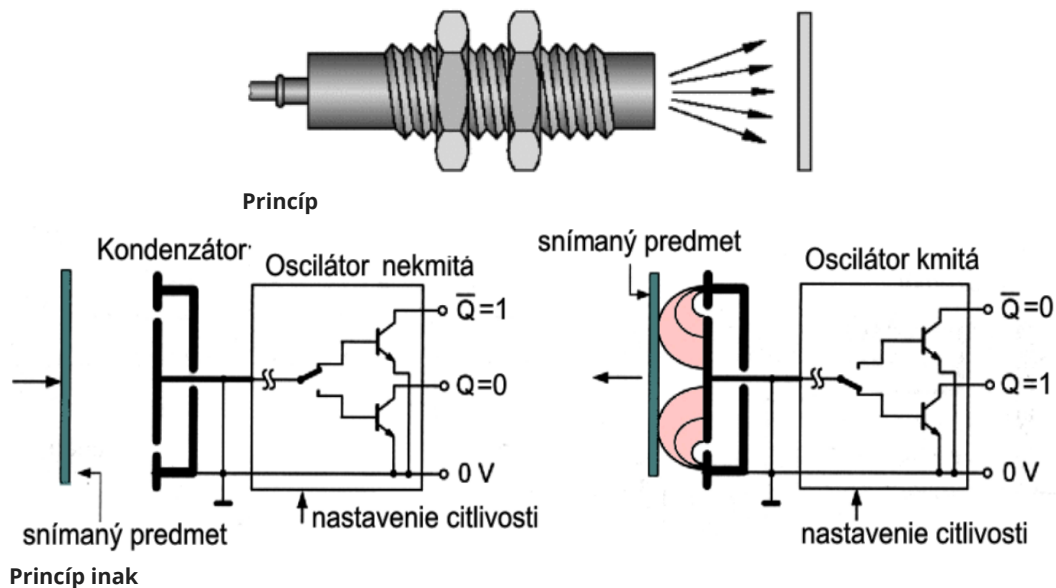 Princíp
Kondenzátor
Oscilátor nekmitá
Q=1
Q=0
0 V
snímaný predmet
nastavenie citlivosti
snímaný predmet
Oscilátor kmitá
Q=0
Q=1
0 V
nastavenie citlivosti
Princíp inak